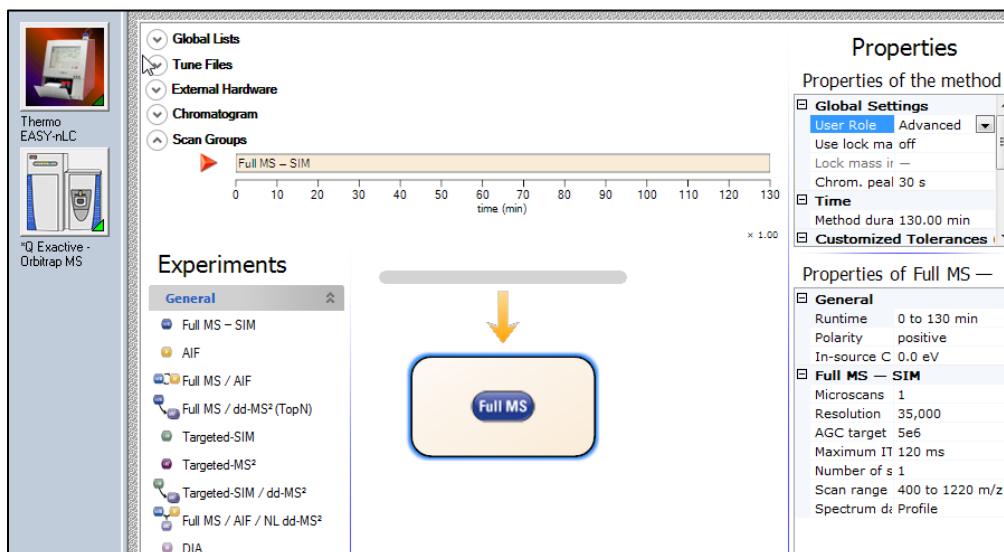 Thermo
EASY-nLC
*Q Exactive -
Orbitrap MS
Global Lists
Tune Files
External Hardware
Chromatogram
Scan Groups
Full MS – SIM
0 10 20 30 40 50 60 70 80 90 100 110 120 130
time (min)
× 1.00
Experiments
General
Full MS – SIM
AIF
Full MS / AIF
Full MS / dd-MS² (TopN)
Targeted-SIM
Targeted-MS²
Targeted-SIM / dd-MS²
Full MS / AIF / NL dd-MS²
DIA
Full MS
Properties
Properties of the method
Global Settings
User Role Advanced
Use lock ma off
Lock mass ir —
Chrom. peal 30 s
Time
Method dura 130.00 min
Customized Tolerances (
Properties of Full MS —
General
Runtime 0 to 130 min
Polarity positive
In-source C 0.0 eV
Full MS — SIM
Microscans 1
Resolution 35,000
AGC target 5e6
Maximum IT 120 ms
Number of s 1
Scan range 400 to 1220 m/z
Spectrum da Profile